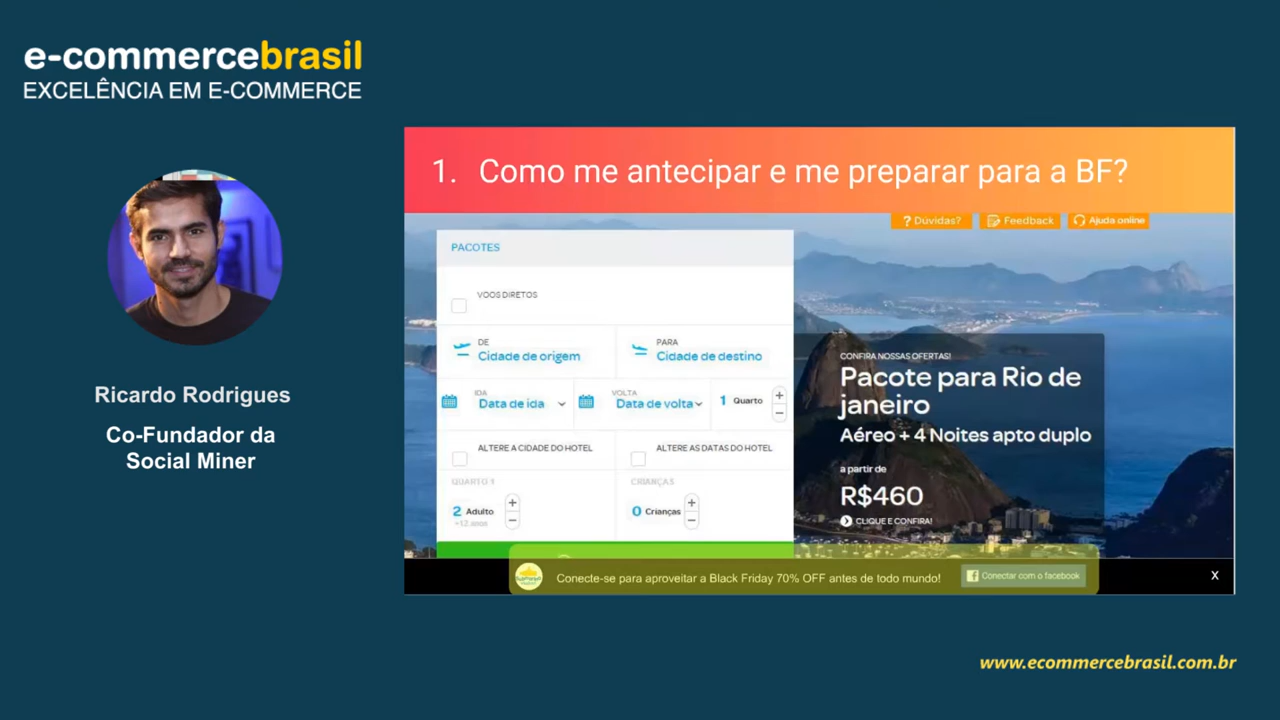 e-commercebrasil
EXCELÊNCIA EM E-COMMERCE
Ricardo Rodrigues
Co-Fundador da
Social Miner
1. Como me antecipar e me preparar para a BF?
? Dúvidas?
Feedback
Ajuda online
PACOTES
VOOS DIRETOS
DE
Cidade de origem
PARA
Cidade de destino
IDA
Data de ida
VOLTA
Data de volta
1 Quarto
+
-
ALTERE A CIDADE DO HOTEL
ALTERE AS DATAS DO HOTEL
QUARTO 1
2 Adulto
+12 anos
+
-
CRIANÇAS
0 Crianças
+
-
CONFIRA NOSSAS OFERTAS!
Pacote para Rio de
janeiro
Aéreo + 4 Noites apto duplo
a partir de
R$460
CLIQUE E CONFIRA!
Conecte-se para aproveitar a Black Friday 70% OFF antes de todo mundo!
Conectar com o facebook
X
www.ecommercebrasil.com.br